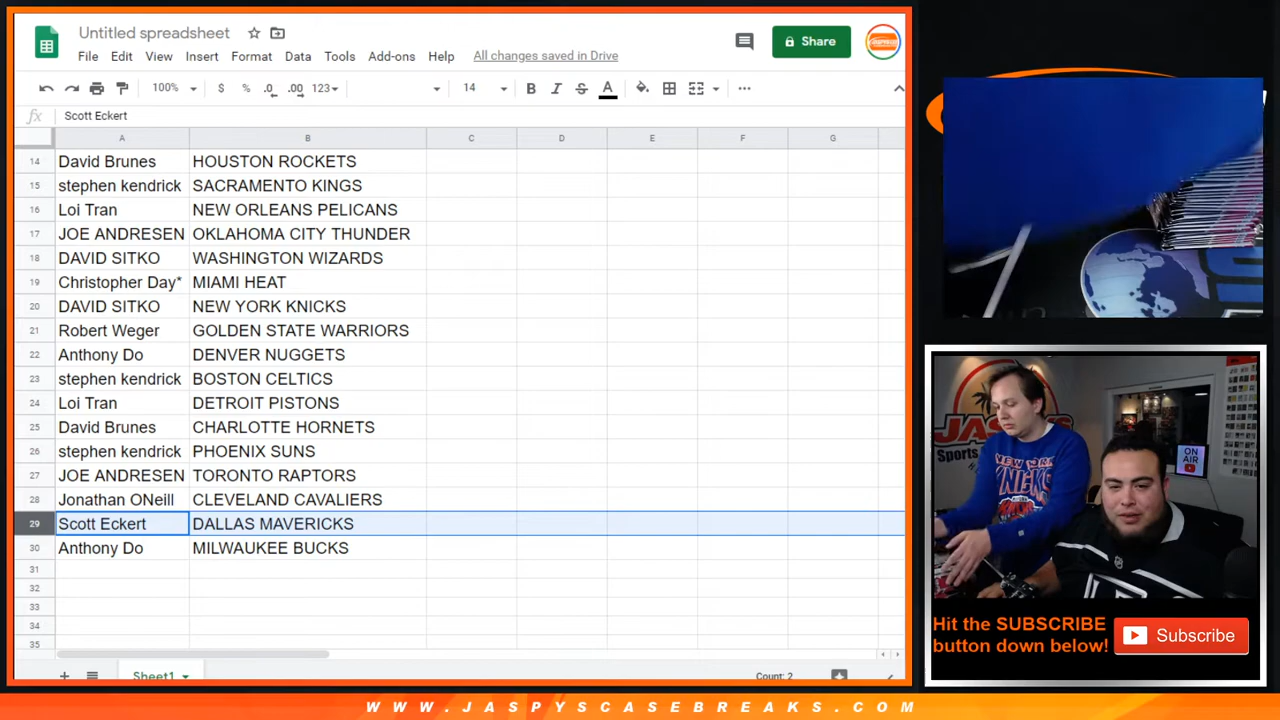 Untitled spreadsheet
File Edit View Insert Format Data Tools Add-ons Help All changes saved in Drive
Share
100% $ % .0 .00 123 14 B I S A
fx Scott Eckert
A B C D E F G
14 David Brunes HOUSTON ROCKETS
15 stephen kendrick SACRAMENTO KINGS
16 Loi Tran NEW ORLEANS PELICANS
17 JOE ANDRESEN OKLAHOMA CITY THUNDER
18 DAVID SITKO WASHINGTON WIZARDS
19 Christopher Day* MIAMI HEAT
20 DAVID SITKO NEW YORK KNICKS
21 Robert Weger GOLDEN STATE WARRIORS
22 Anthony Do DENVER NUGGETS
23 stephen kendrick BOSTON CELTICS
24 Loi Tran DETROIT PISTONS
25 David Brunes CHARLOTTE HORNETS
26 stephen kendrick PHOENIX SUNS
27 JOE ANDRESEN TORONTO RAPTORS
28 Jonathan ONeill CLEVELAND CAVALIERS
29 Scott Eckert DALLAS MAVERICKS
30 Anthony Do MILWAUKEE BUCKS
31
32
33
34
35
Sheet1
Count: 2
ON
AIR
NEW YORK
KNICKS
Hit the SUBSCRIBE
button down below!
Subscribe
WWW.JASPYSCASEBREAKS.COM